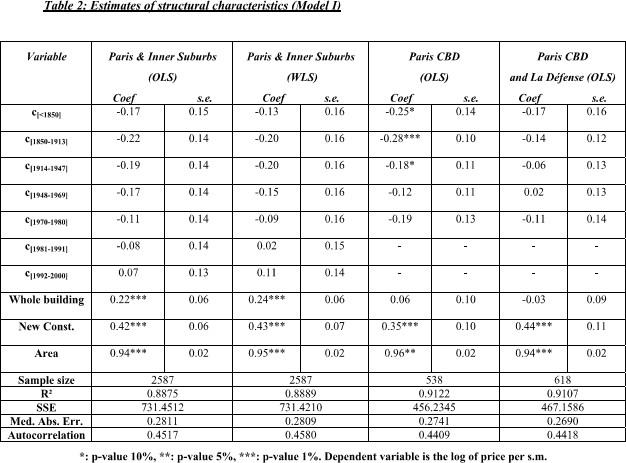 Table 2: Estimates of structural characteristics (Model I)
Variable Paris & Inner Suburbs (OLS) Paris & Inner Suburbs (WLS) Paris CBD (OLS) Paris CBD and La Défense (OLS)
Coef s.e. Coef s.e. Coef s.e. Coef s.e.
c[<1850] -0.17 0.15 -0.13 0.16 -0.25* 0.14 -0.17 0.16
c[1850-1913] -0.22 0.14 -0.20 0.16 -0.28*** 0.10 -0.14 0.12
c[1914-1947] -0.19 0.14 -0.20 0.16 -0.18* 0.11 -0.06 0.13
c[1948-1969] -0.17 0.14 -0.15 0.16 -0.12 0.11 0.02 0.13
c[1970-1980] -0.11 0.14 -0.09 0.16 -0.19 0.13 -0.11 0.14
c[1981-1991] -0.08 0.14 0.02 0.15 - - - -
c[1992-2000] 0.07 0.13 0.11 0.14 - - - -
Whole building 0.22*** 0.06 0.24*** 0.06 0.06 0.10 -0.03 0.09
New Const. 0.42*** 0.06 0.43*** 0.07 0.35*** 0.10 0.44*** 0.11
Area 0.94*** 0.02 0.95*** 0.02 0.96** 0.02 0.94*** 0.02
Sample size 2587 2587 538 618
R² 0.8875 0.8889 0.9122 0.9107
SSE 731.4512 731.4210 456.2345 467.1586
Med. Abs. Err. 0.2811 0.2809 0.2741 0.2690
Autocorrelation 0.4517 0.4580 0.4409 0.4418
*: p-value 10%, **: p-value 5%, ***: p-value 1%. Dependent variable is the log of price per s.m.